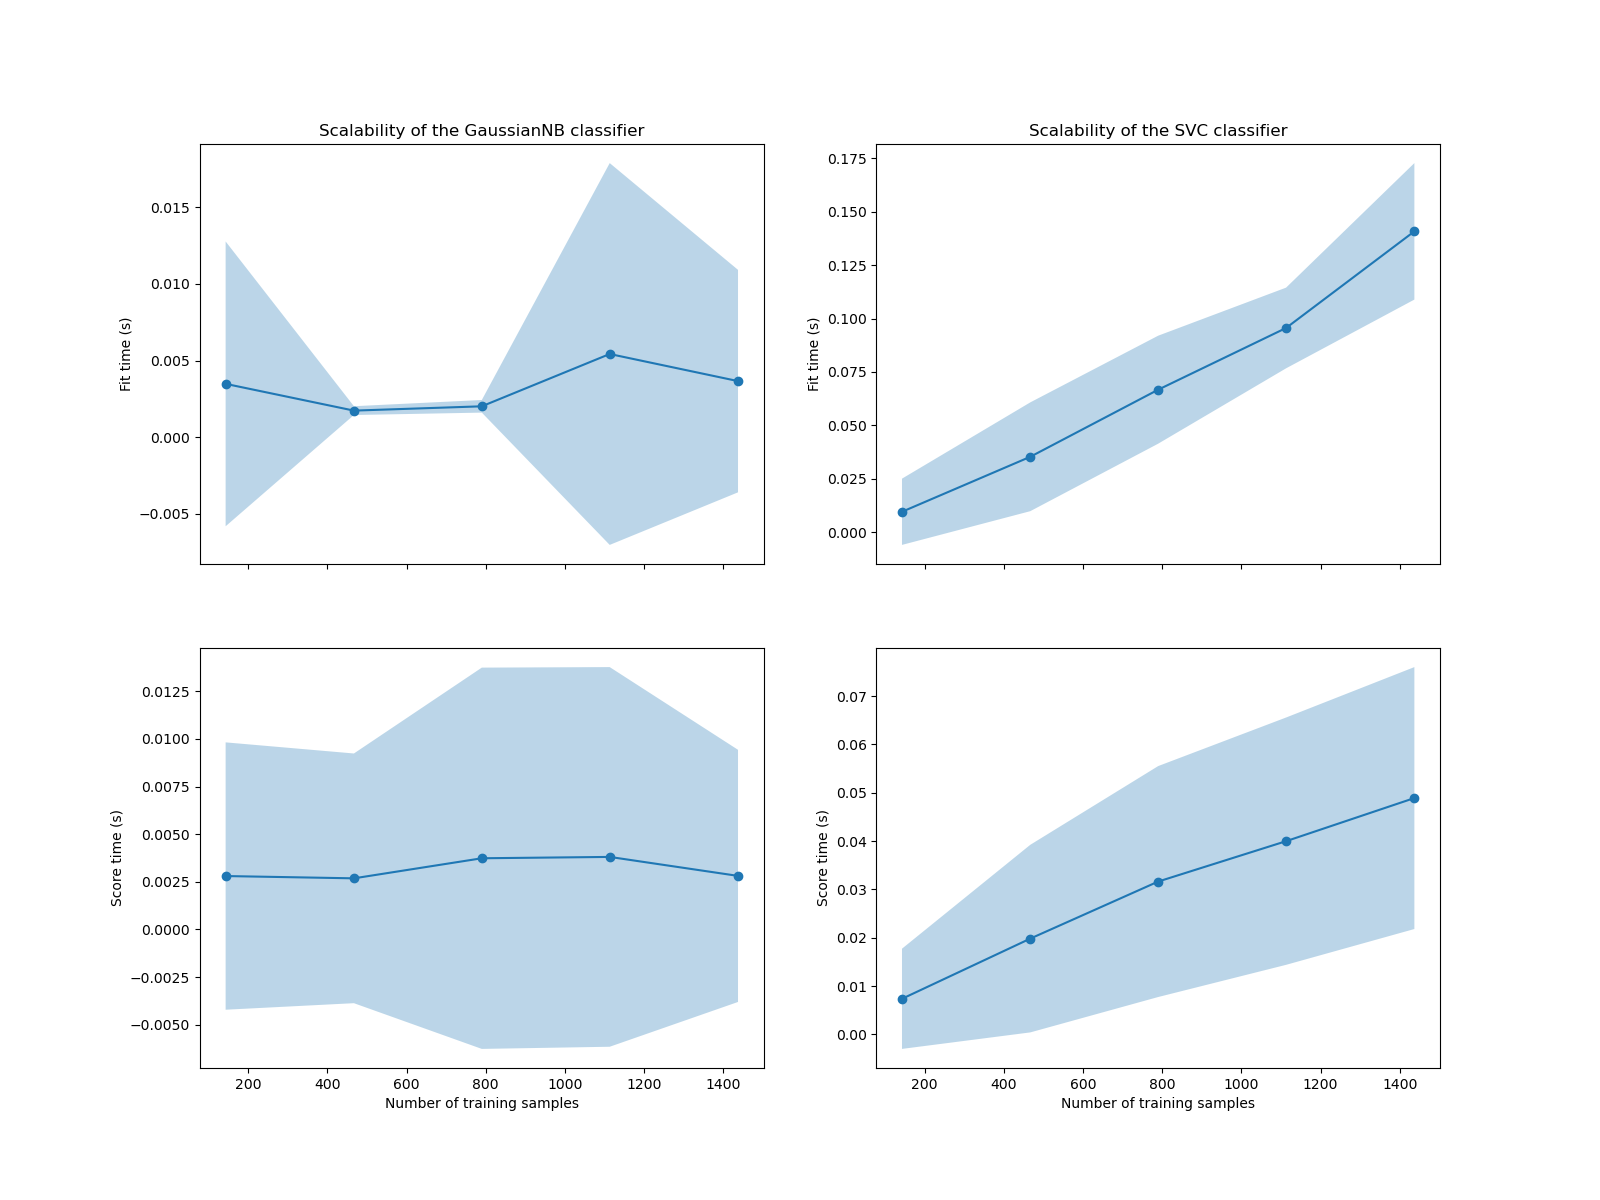 Scalability of the GaussianNB classifier
Scalability of the SVC classifier
0.015
0.010
0.005
0.000
−0.005
Fit time (s)
0.175
0.150
0.125
0.100
0.075
0.050
0.025
0.000
Fit time (s)
0.0125
0.0100
0.0075
0.0050
0.0025
0.0000
−0.0025
−0.0050
Score time (s)
200 400 600 800 1000 1200 1400
Number of training samples
0.07
0.06
0.05
0.04
0.03
0.02
0.01
0.00
Score time (s)
200 400 600 800 1000 1200 1400
Number of training samples